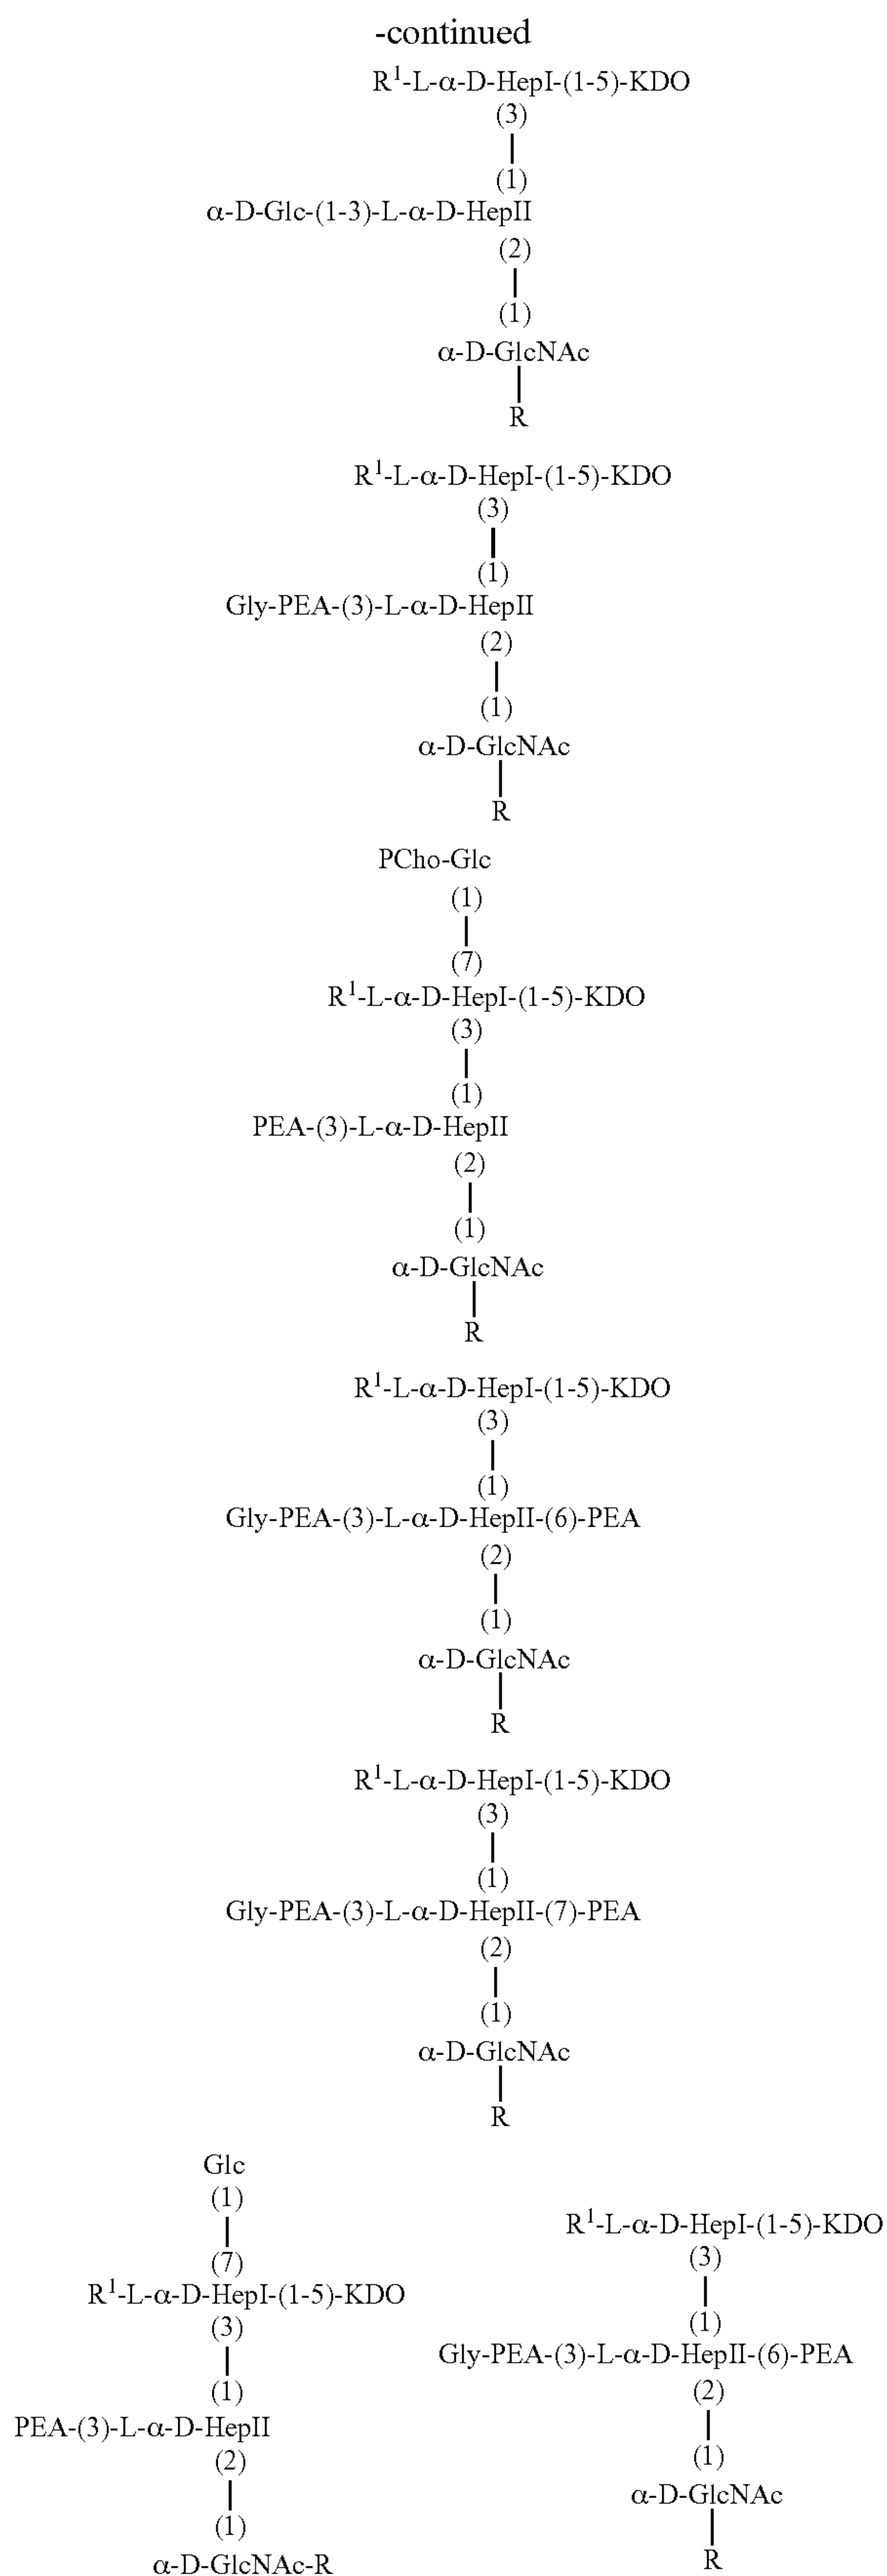 -continued
R¹-L-α-D-HepI-(1-5)-KDO
(3)
(1)
α-D-Glc-(1-3)-L-α-D-HepII
(2)
(1)
α-D-GlcNAc
R
R¹-L-α-D-HepI-(1-5)-KDO
(3)
(1)
Gly-PEA-(3)-L-α-D-HepII
(2)
(1)
α-D-GlcNAc
R
PCho-Glc
(1)
(7)
R¹-L-α-D-HepI-(1-5)-KDO
(3)
(1)
PEA-(3)-L-α-D-HepII
(2)
(1)
α-D-GlcNAc
R
R¹-L-α-D-HepI-(1-5)-KDO
(3)
(1)
Gly-PEA-(3)-L-α-D-HepII-(6)-PEA
(2)
(1)
α-D-GlcNAc
R
R¹-L-α-D-HepI-(1-5)-KDO
(3)
(1)
Gly-PEA-(3)-L-α-D-HepII-(7)-PEA
(2)
(1)
α-D-GlcNAc
R
Glc
(1)
(7)
R¹-L-α-D-HepI-(1-5)-KDO
(3)
(1)
PEA-(3)-L-α-D-HepII
(2)
(1)
α-D-GlcNAc-R
R¹-L-α-D-HepI-(1-5)-KDO
(3)
(1)
Gly-PEA-(3)-L-α-D-HepII-(6)-PEA
(2)
(1)
α-D-GlcNAc
R